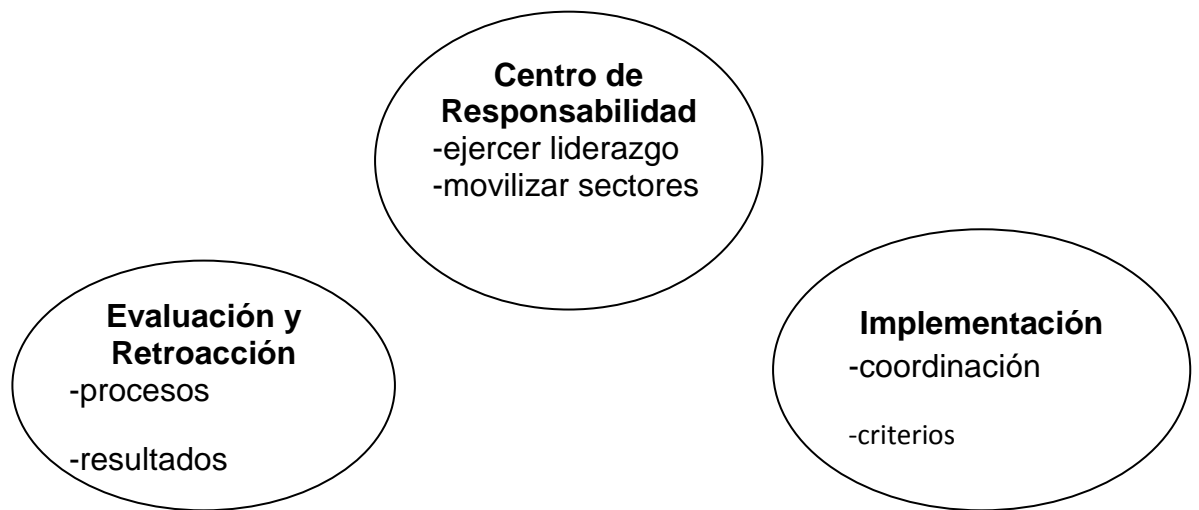 Centro de
Responsabilidad
-ejercer liderazgo
-movilizar sectores
Evaluación y
Retroacción
-procesos
-resultados
Implementación
-coordinación
-criterios